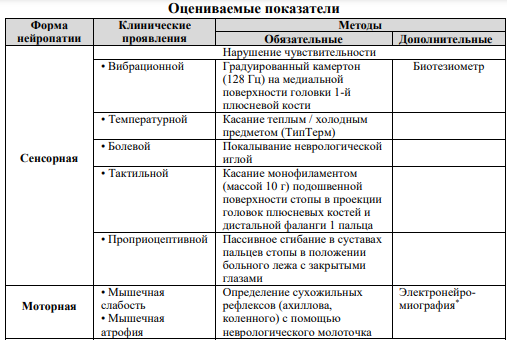 Оцениваемые показатели
Форма нейропатии
Клинические проявления
Методы
Обязательные
Дополнительные
Сенсорная
Нарушение чувствительности
• Вибрационной
Градуированный камертон
(128 Гц) на медиальной
поверхности головки 1-й
плюсневой кости
Биотезиометр
• Температурной
Касание теплым / холодным
предметом (ТипТерм)
• Болевой
Покалывание неврологической
иглой
• Тактильной
Касание монофиламентом
(массой 10 г) подошвенной
поверхности стопы в проекции
головок плюсневых костей и
дистальной фаланги 1 пальца
• Проприоцептивной
Пассивное сгибание в суставах
пальцев стопы в положении
больного лежа с закрытыми
глазами
Моторная
• Мышечная
слабость
• Мышечная
атрофия
Определение сухожильных
рефлексов (ахиллова,
коленного) с помощью
неврологического молоточка
Электронейро-
миография*